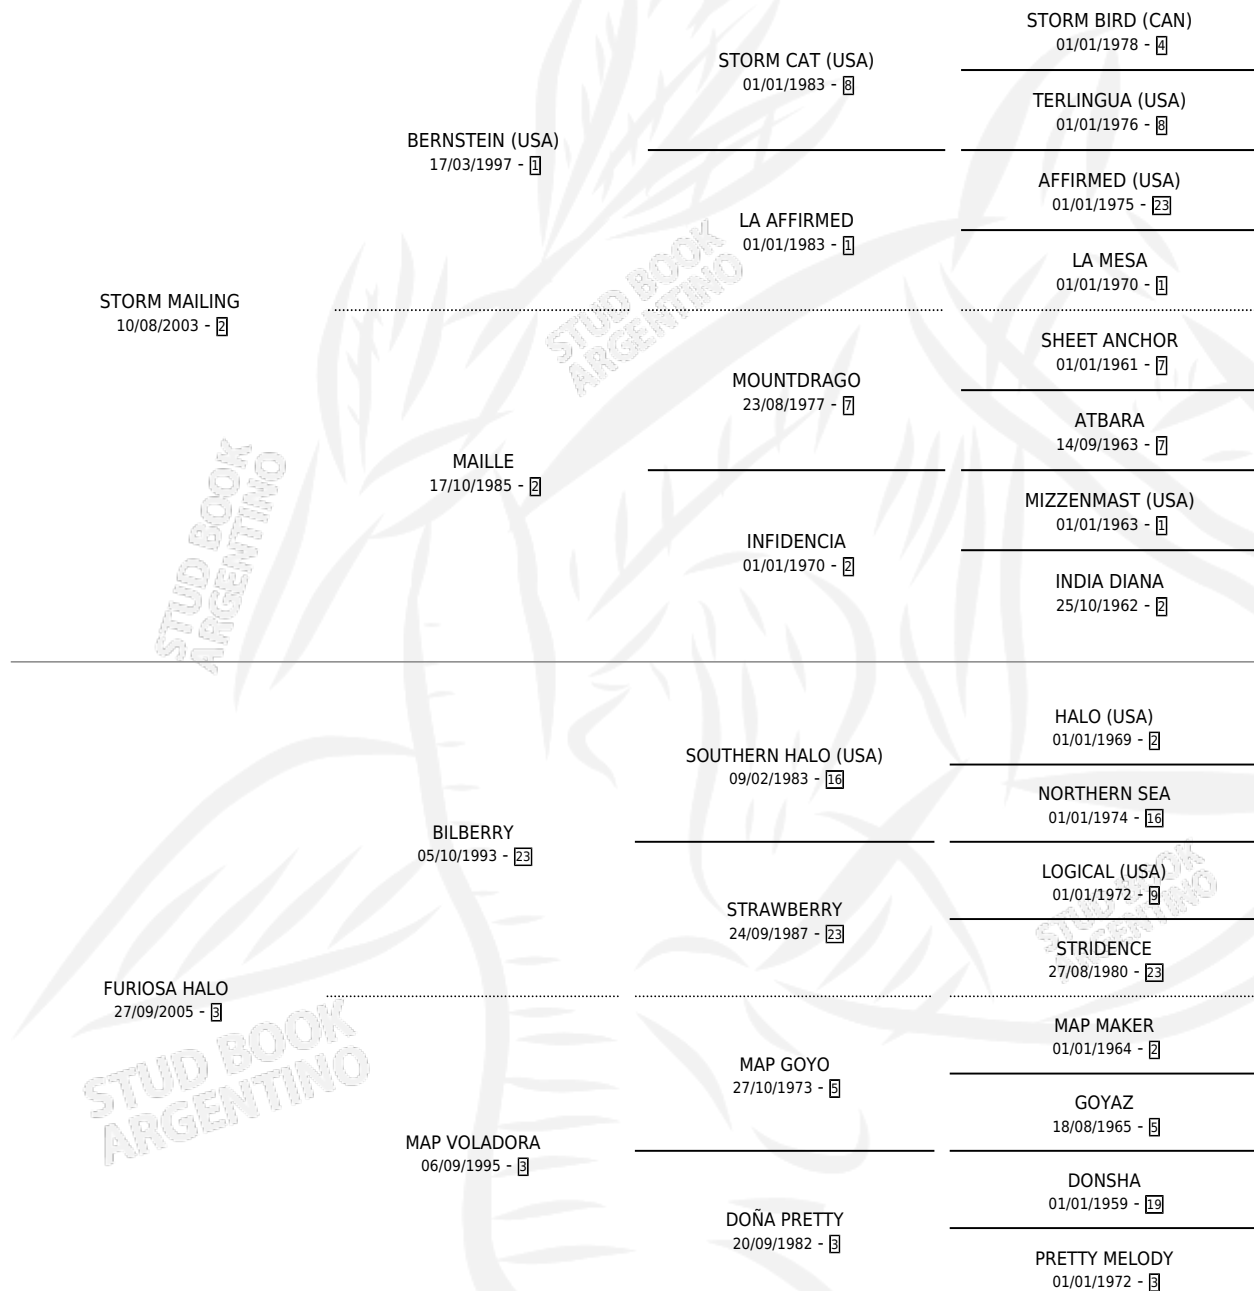 STORM BIRD (CAN)
01/01/1978 - 4
STORM CAT (USA)
01/01/1983 - 8
TERLINGUA (USA)
01/01/1976 - 8
BERNSTEIN (USA)
17/03/1997 - 1
AFFIRMED (USA)
01/01/1975 - 23
LA AFFIRMED
01/01/1983 - 1
LA MESA
01/01/1970 - 1
STORM MAILING
10/08/2003 - 2
SHEET ANCHOR
01/01/1961 - 7
MOUNTDRAGO
23/08/1977 - 7
ATBARA
14/09/1963 - 7
MAILLE
17/10/1985 - 2
MIZZENMAST (USA)
01/01/1963 - 1
INFIDENCIA
01/01/1970 - 2
INDIA DIANA
25/10/1962 - 2
HALO (USA)
01/01/1969 - 2
SOUTHERN HALO (USA)
09/02/1983 - 16
NORTHERN SEA
01/01/1974 - 16
BILBERRY
05/10/1993 - 23
LOGICAL (USA)
01/01/1972 - 9
STRAWBERRY
24/09/1987 - 23
STRIDENCE
27/08/1980 - 23
FURIOSA HALO
27/09/2005 - 3
MAP MAKER
01/01/1964 - 2
MAP GOYO
27/10/1973 - 5
GOYAZ
18/08/1965 - 5
MAP VOLADORA
06/09/1995 - 3
DONSHA
01/01/1959 - 19
DOÑA PRETTY
20/09/1982 - 3
PRETTY MELODY
01/01/1972 - 3
STUD BOOK
ARGENTINO
STUD BOOK
ARGENTINO
STUD BOOK
ARGENTINO
STUD BOOK
ARGENTINO